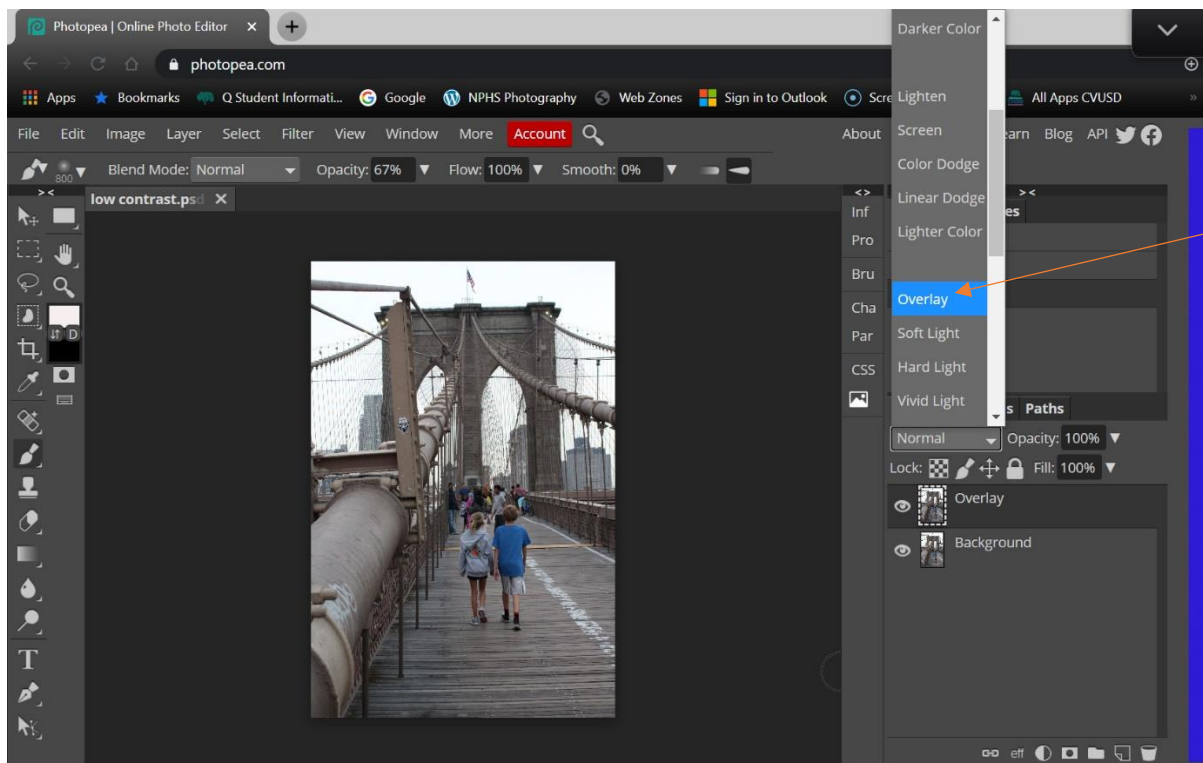 Photopea | Online Photo Editor
photopea.com
Apps Bookmarks Q Student Informati... Google NPHS Photography Web Zones Sign in to Outlook Scre All Apps CVUSD »
File Edit Image Layer Select Filter View Window More Account About Blog API
800 Blend Mode: Normal Opacity: 67% Flow: 100% Smooth: 0%
low contrast.psd
Inf
Pro
Bru
Cha
Par
CSS
D
T
Darker Color
Lighten
Screen
Color Dodge
Linear Dodge
Lighter Color
Overlay
Soft Light
Hard Light
Vivid Light
Paths
Normal Opacity: 100%
Lock: Fill: 100%
Overlay
Background
eff